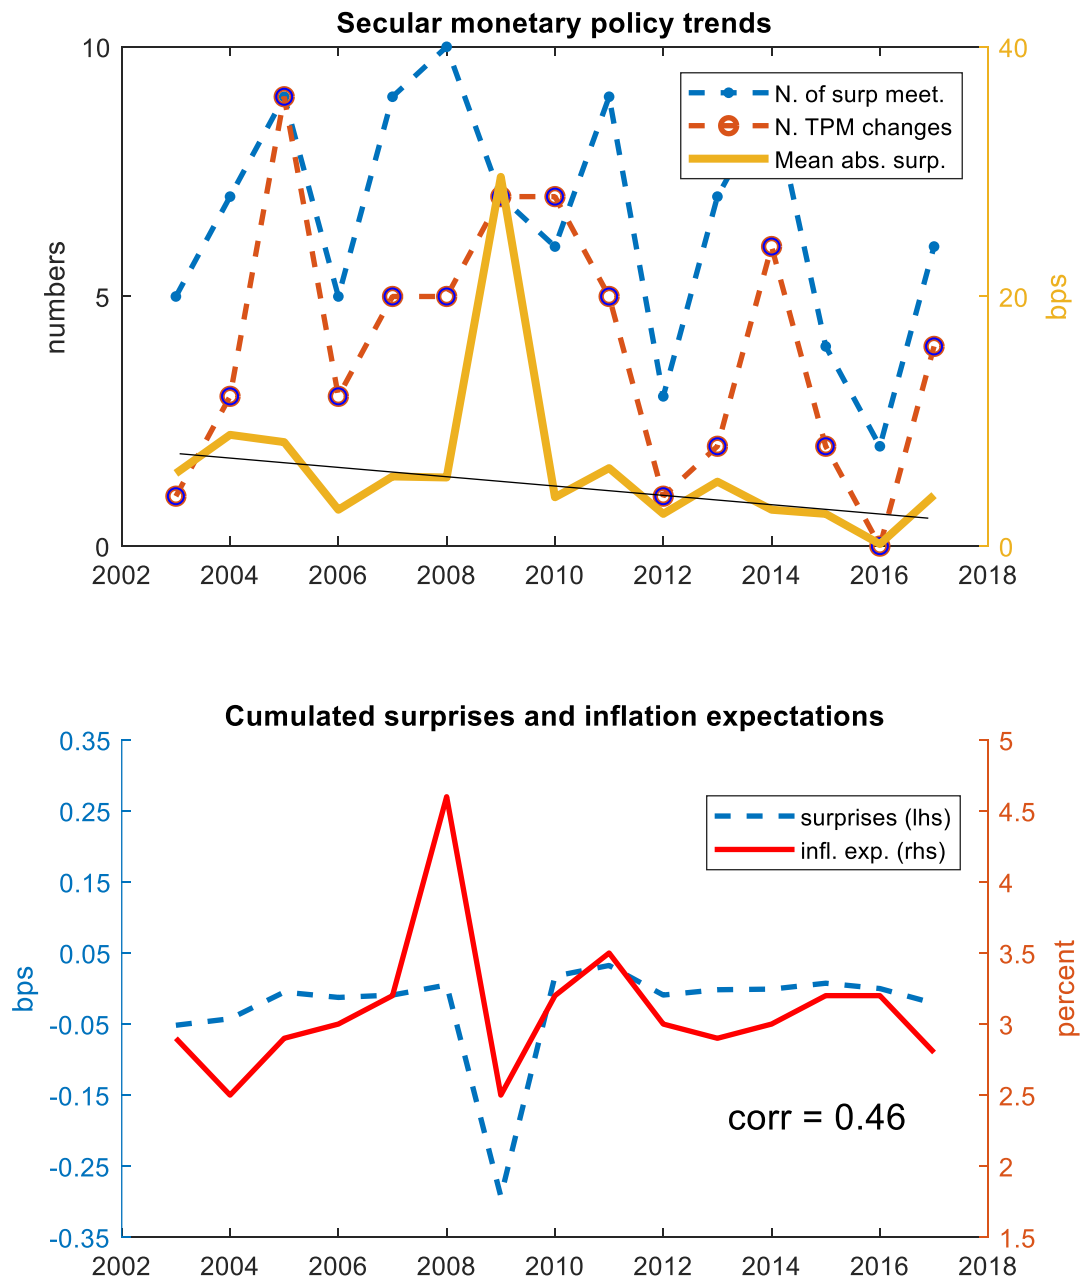 Secular monetary policy trends
10
5
0
numbers
40
20
0
bps
N. of surp meet.
N. TPM changes
Mean abs. surp.
2002 2004 2006 2008 2010 2012 2014 2016 2018
Cumulated surprises and inflation expectations
0.35
0.25
0.15
0.05
-0.05
-0.15
-0.25
-0.35
bps
5
4.5
4
3.5
3
2.5
2
1.5
percent
surprises (lhs)
infl. exp. (rhs)
corr = 0.46
2002 2004 2006 2008 2010 2012 2014 2016 2018